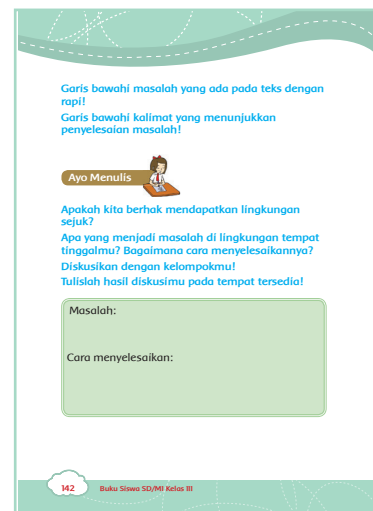 Garis bawahi masalah yang ada pada teks dengan
rapi!
Garis bawahi kalimat yang menunjukkan
penyelesaian masalah!
Ayo Menulis
Apakah kita berhak mendapatkan lingkungan
sejuk?
Apa yang menjadi masalah di lingkungan tempat
tinggalmu? Bagaimana cara menyelesaikannya?
Diskusikan dengan kelompokmu!
Tulislah hasil diskusimu pada tempat tersedia!
Masalah:
Cara menyelesaikan:
142 Buku Siswa SD/MI Kelas III